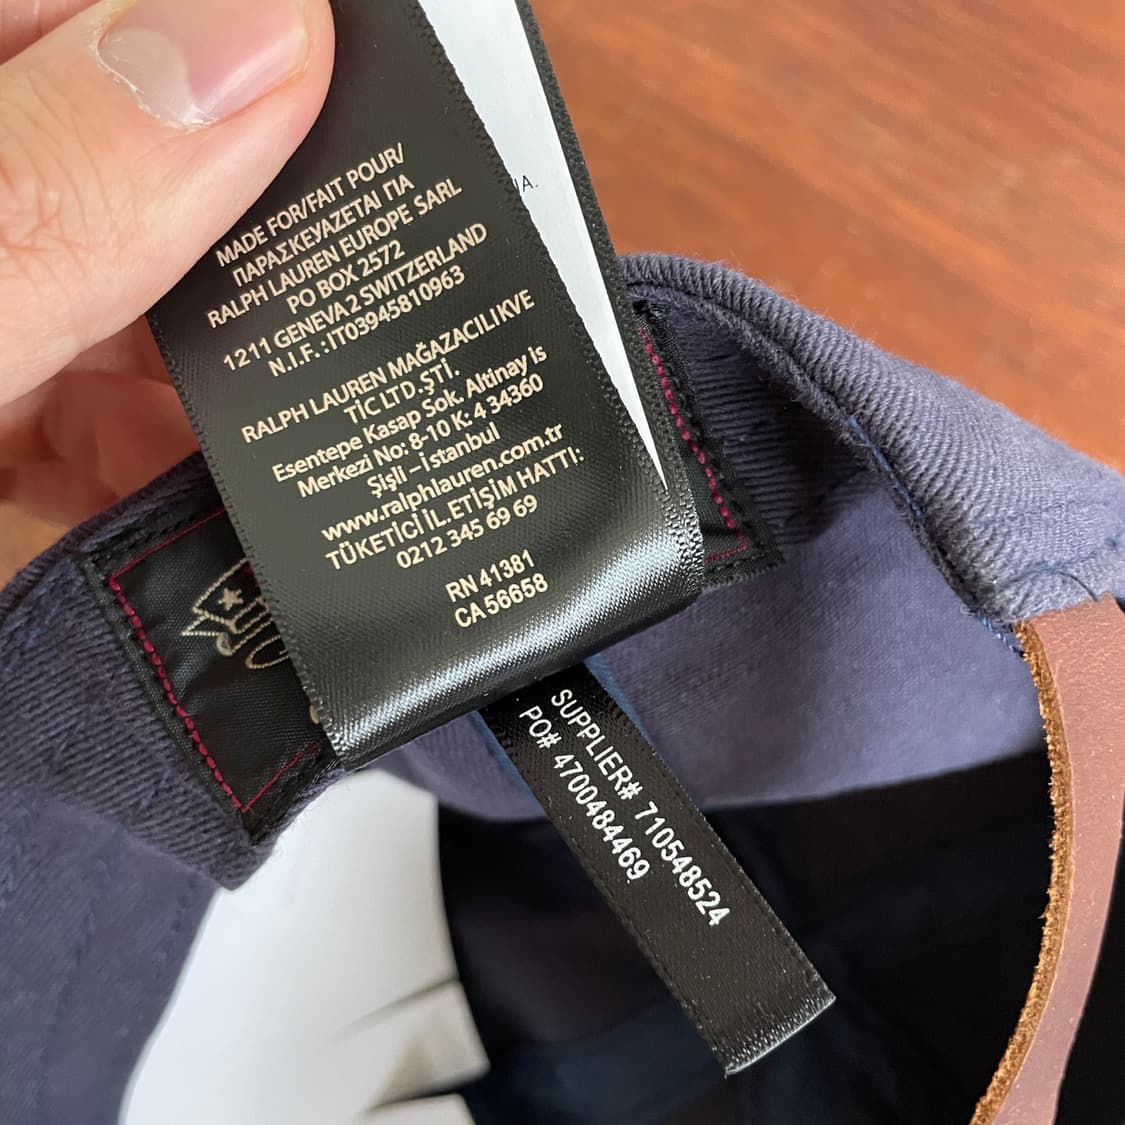 MADE FOR/FAIT POUR/
ΠΑΡΑΣΚΕΥΑΖΕΤΑΙ ΓΙΑ
RALPH LAUREN EUROPE SARL
PO BOX 2572
1211 GENEVA 2 SWITZERLAND
N.I.F. : IT03945810963
RALPH LAUREN MAĞAZACILIKVE
TİC LTD. ŞTİ.
Esentepe Kasap Sok. Altinay is
Merkezi No: 8-10 K: 4 34360
Şişli – İstanbul
www.ralphlauren.com.tr
TÜKETİCİ İL.ETİŞİM HATTI:
0212 345 69 69
RN 41381
CA 56658
SUPPLIER# 710548524
PO# 4700484469